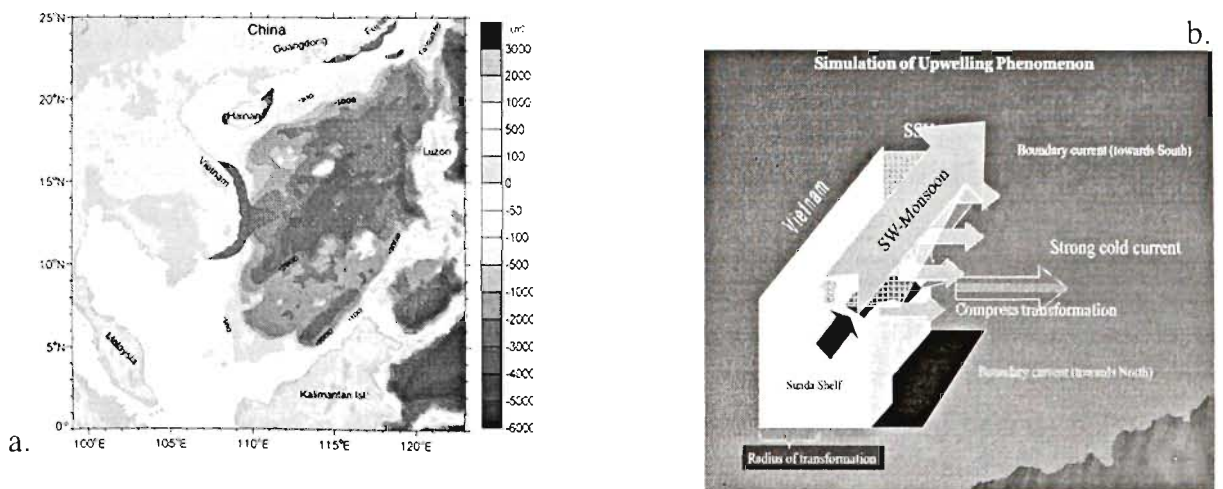 a.
25°N
20°N
15°N
10°N
5°N
0°
99°E
105°E
110°E
115°E
120°E
China
Guangdong
Hainan
Vietnam
Luzon
Malaysia
Kalimantan Isl.
-1000
-100
3000
2000
1000
500
100
0
-50
-100
-500
-1000
-2000
-3000
-4000
-5000
-6000
b.
Simulation of Upwelling Phenomenon
Boundary current (towards South)
Vietnam
SW-Monsoon
Strong cold current
Compress transformation
Sunda Shelf
Boundary current (towards North)
Radius of transformation